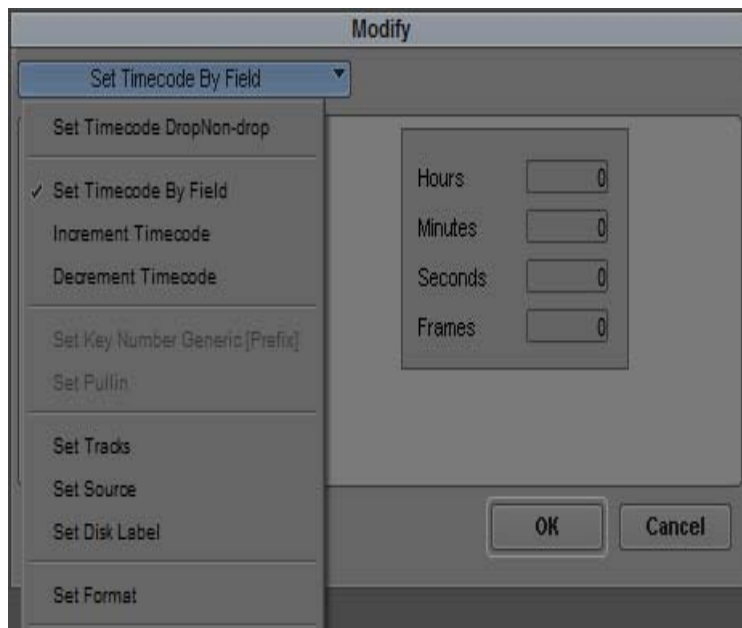 Modify
Set Timecode By Field
Set Timecode DropNon-drop
✓ Set Timecode By Field
Increment Timecode
Decrement Timecode
Set Key Number Generic [Prefix]
Set Pullin
Set Tracks
Set Source
Set Disk Label
Set Format
Hours 0
Minutes 0
Seconds 0
Frames 0
OK
Cancel